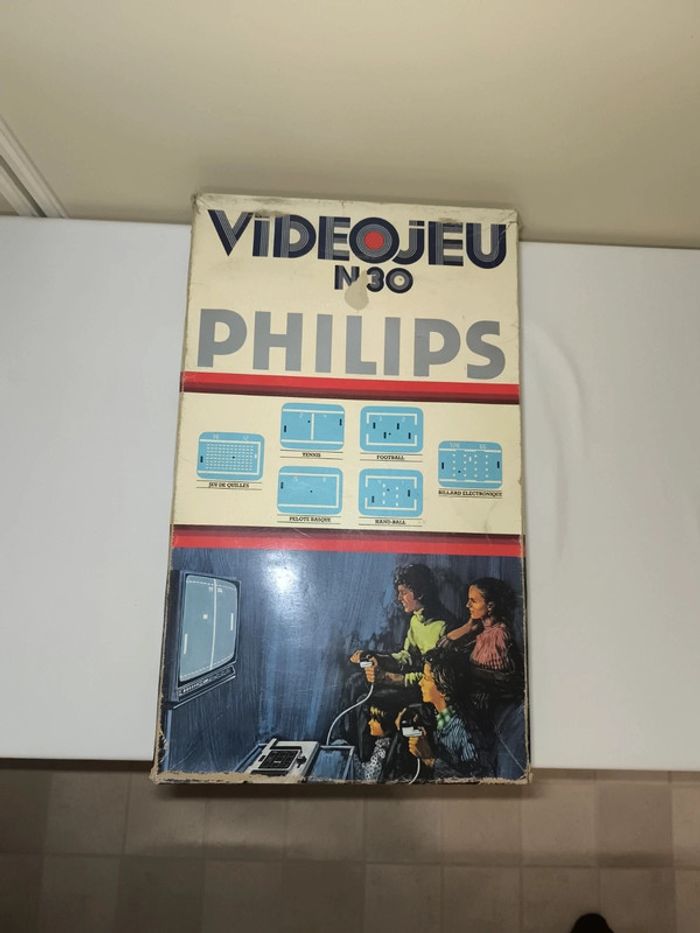 ViDEOJEU
N30
PHILIPS
TENNIS
FOOTBALL
JEU DE QUILLES
BILLARD ELECTRONIQUE
PELOTE BASQUE
HAND-BALL